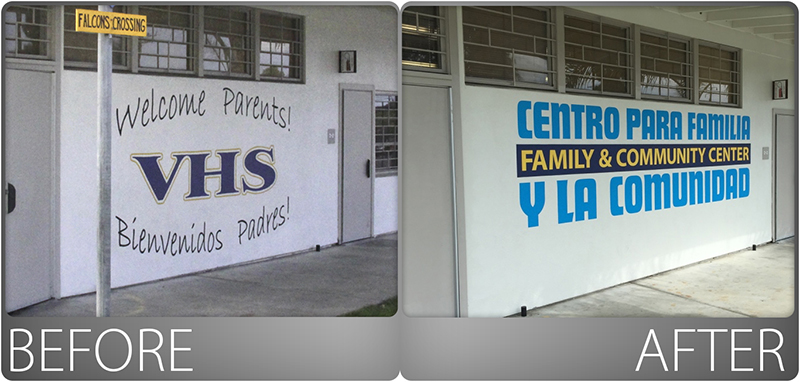 FALCONS CROSSING
Welcome Parents!
VHS
Bienvenidos Padres!
BEFORE
CENTRO PARA FAMILIA
FAMILY & COMMUNITY CENTER
Y LA COMUNIDAD
AFTER